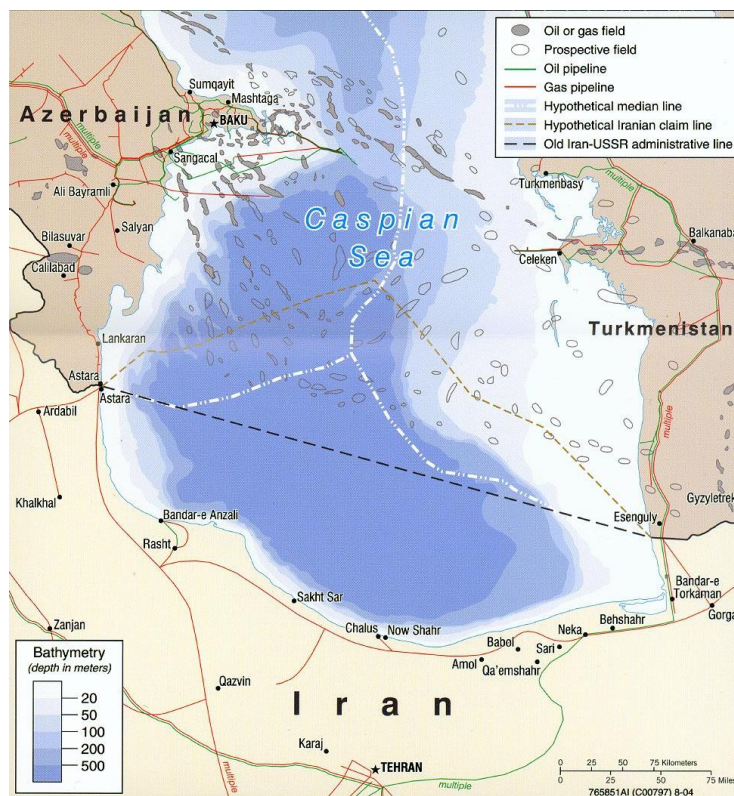 Oil or gas field
Prospective field
Oil pipeline
Gas pipeline
Hypothetical median line
Hypothetical Iranian claim line
Old Iran-USSR administrative line
Sumqayit
Mashtaga
Azerbaijan
BAKU
multiple
Sangacal
Ali Bayramli
Turkmenbasy
multiple
Salyan
Caspian
Sea
Bilasuvar
Balkanaba
Celeken
Calilabad
Turkmenistan
Lankaran
Astara
Astara
Ardabil
multiple
Khalkhal
Gyzyletrek
Bandar-e Anzali
Esenguly
Rasht
Bandar-e
Torkaman
Sakht Sar
Gorga
Zanjan
Chalus
Now Shahr
Neka
Behshahr
Babol
Sari
Amol
Qa'emshahr
Bathymetry
(depth in meters)
20
50
100
200
500
Qazvin
Iran
Karaj
TEHRAN
multiple
0 25 50 75 Kilometers
0 25 50 75 Miles
765851AI (C00797) 8-04